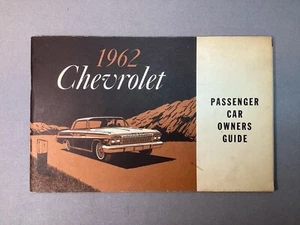 1962
Chevrolet
PASSENGER
CAR
OWNERS
GUIDE